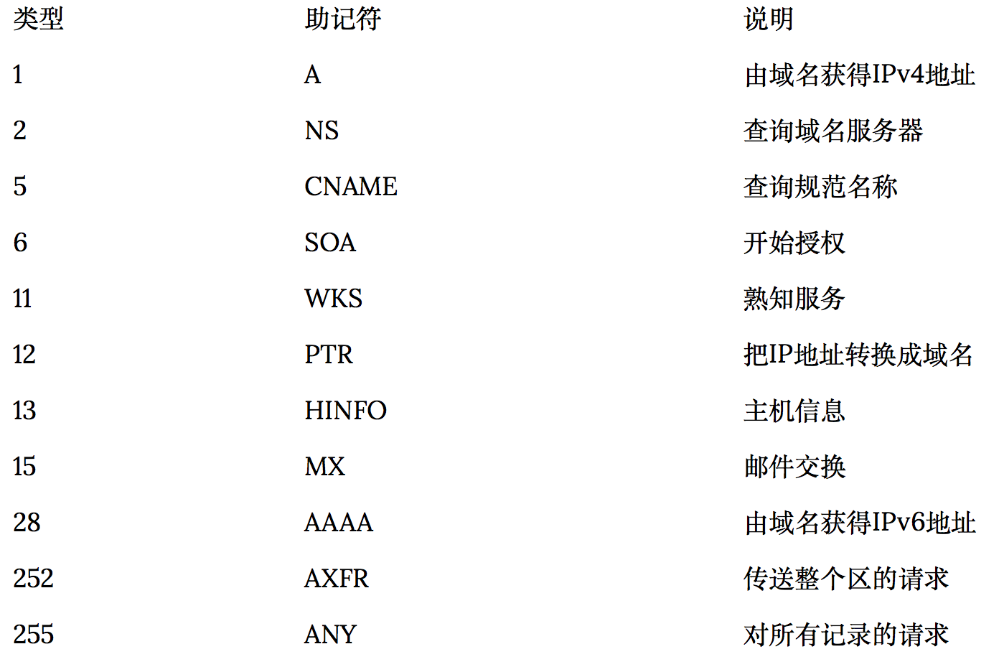 类型 助记符 说明
1 A 由域名获得IPv4地址
2 NS 查询域名服务器
5 CNAME 查询规范名称
6 SOA 开始授权
11 WKS 熟知服务
12 PTR 把IP地址转换成域名
13 HINFO 主机信息
15 MX 邮件交换
28 AAAA 由域名获得IPv6地址
252 AXFR 传送整个区的请求
255 ANY 对所有记录的请求